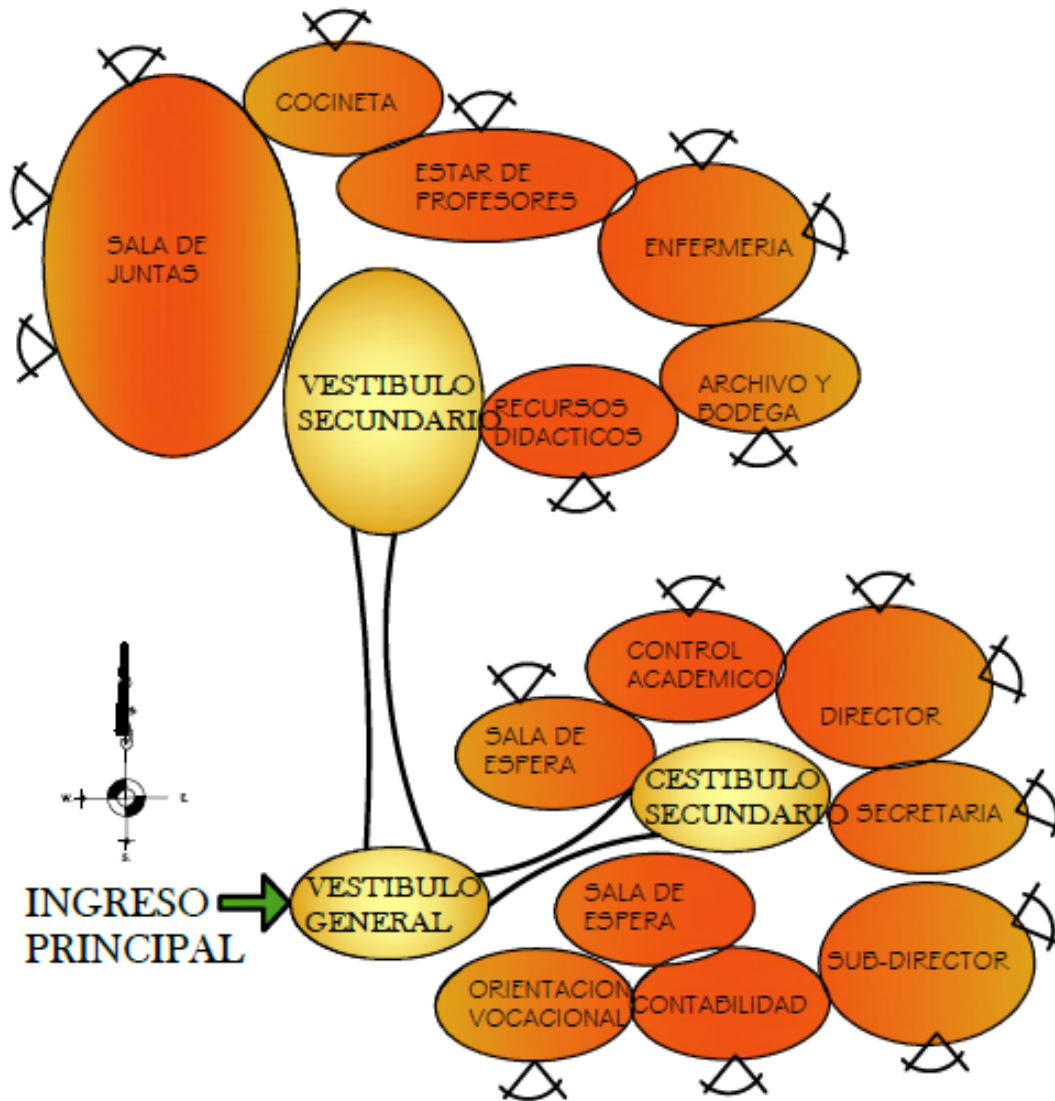 COCINETA
ESTAR DE
PROFESORES
SALA DE
JUNTAS
ENFERMERIA
VESTIBULO
SECUNDARIO
RECURSOS
DIDACTICOS
ARCHIVO Y
BODEGA
CONTROL
ACADEMICO
DIRECTOR
SALA DE
ESPERA
CESTIBULO
SECUNDARIO
SECRETARIA
W.
E.
S.
INGRESO
PRINCIPAL
VESTIBULO
GENERAL
SALA DE
ESPERA
SUB-DIRECTOR
ORIENTACION
VOCACIONAL
CONTABILIDAD